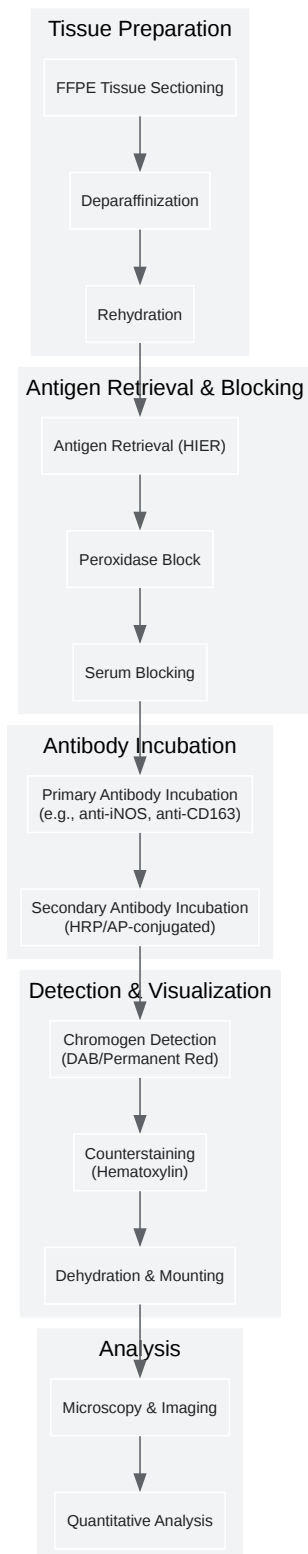 Tissue Preparation
FFPE Tissue Sectioning
Deparaffinization
Rehydration
Antigen Retrieval & Blocking
Antigen Retrieval (HIER)
Peroxidase Block
Serum Blocking
Antibody Incubation
Primary Antibody Incubation
(e.g., anti-iNOS, anti-CD163)
Secondary Antibody Incubation
(HRP/AP-conjugated)
Detection & Visualization
Chromogen Detection
(DAB/Permanent Red)
Counterstaining
(Hematoxylin)
Dehydration & Mounting
Analysis
Microscopy & Imaging
Quantitative Analysis